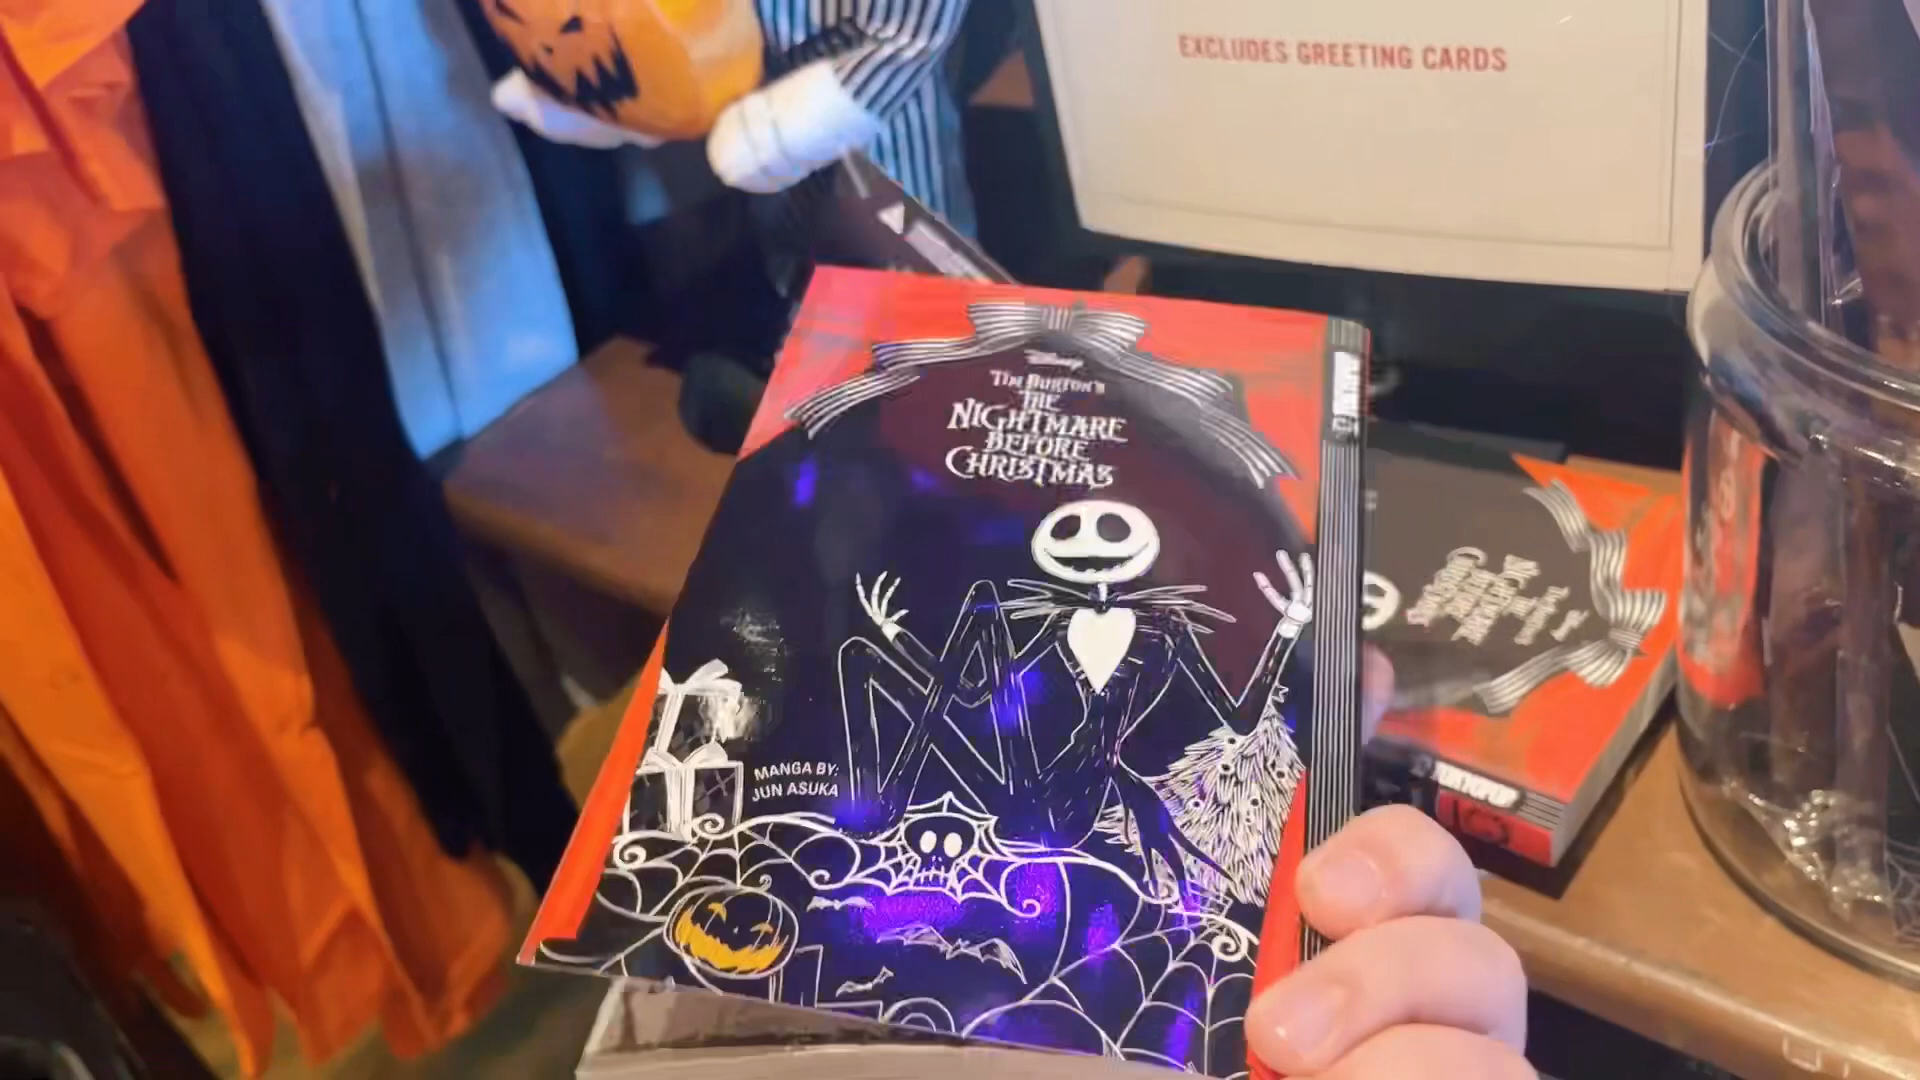 EXCLUDES GREETING CARDS
Disney
TIM BURTON'S
THE
NIGHTMARE
BEFORE
CHRISTMAS
MANGA BY:
JUN ASUKA
TOKYOPOP